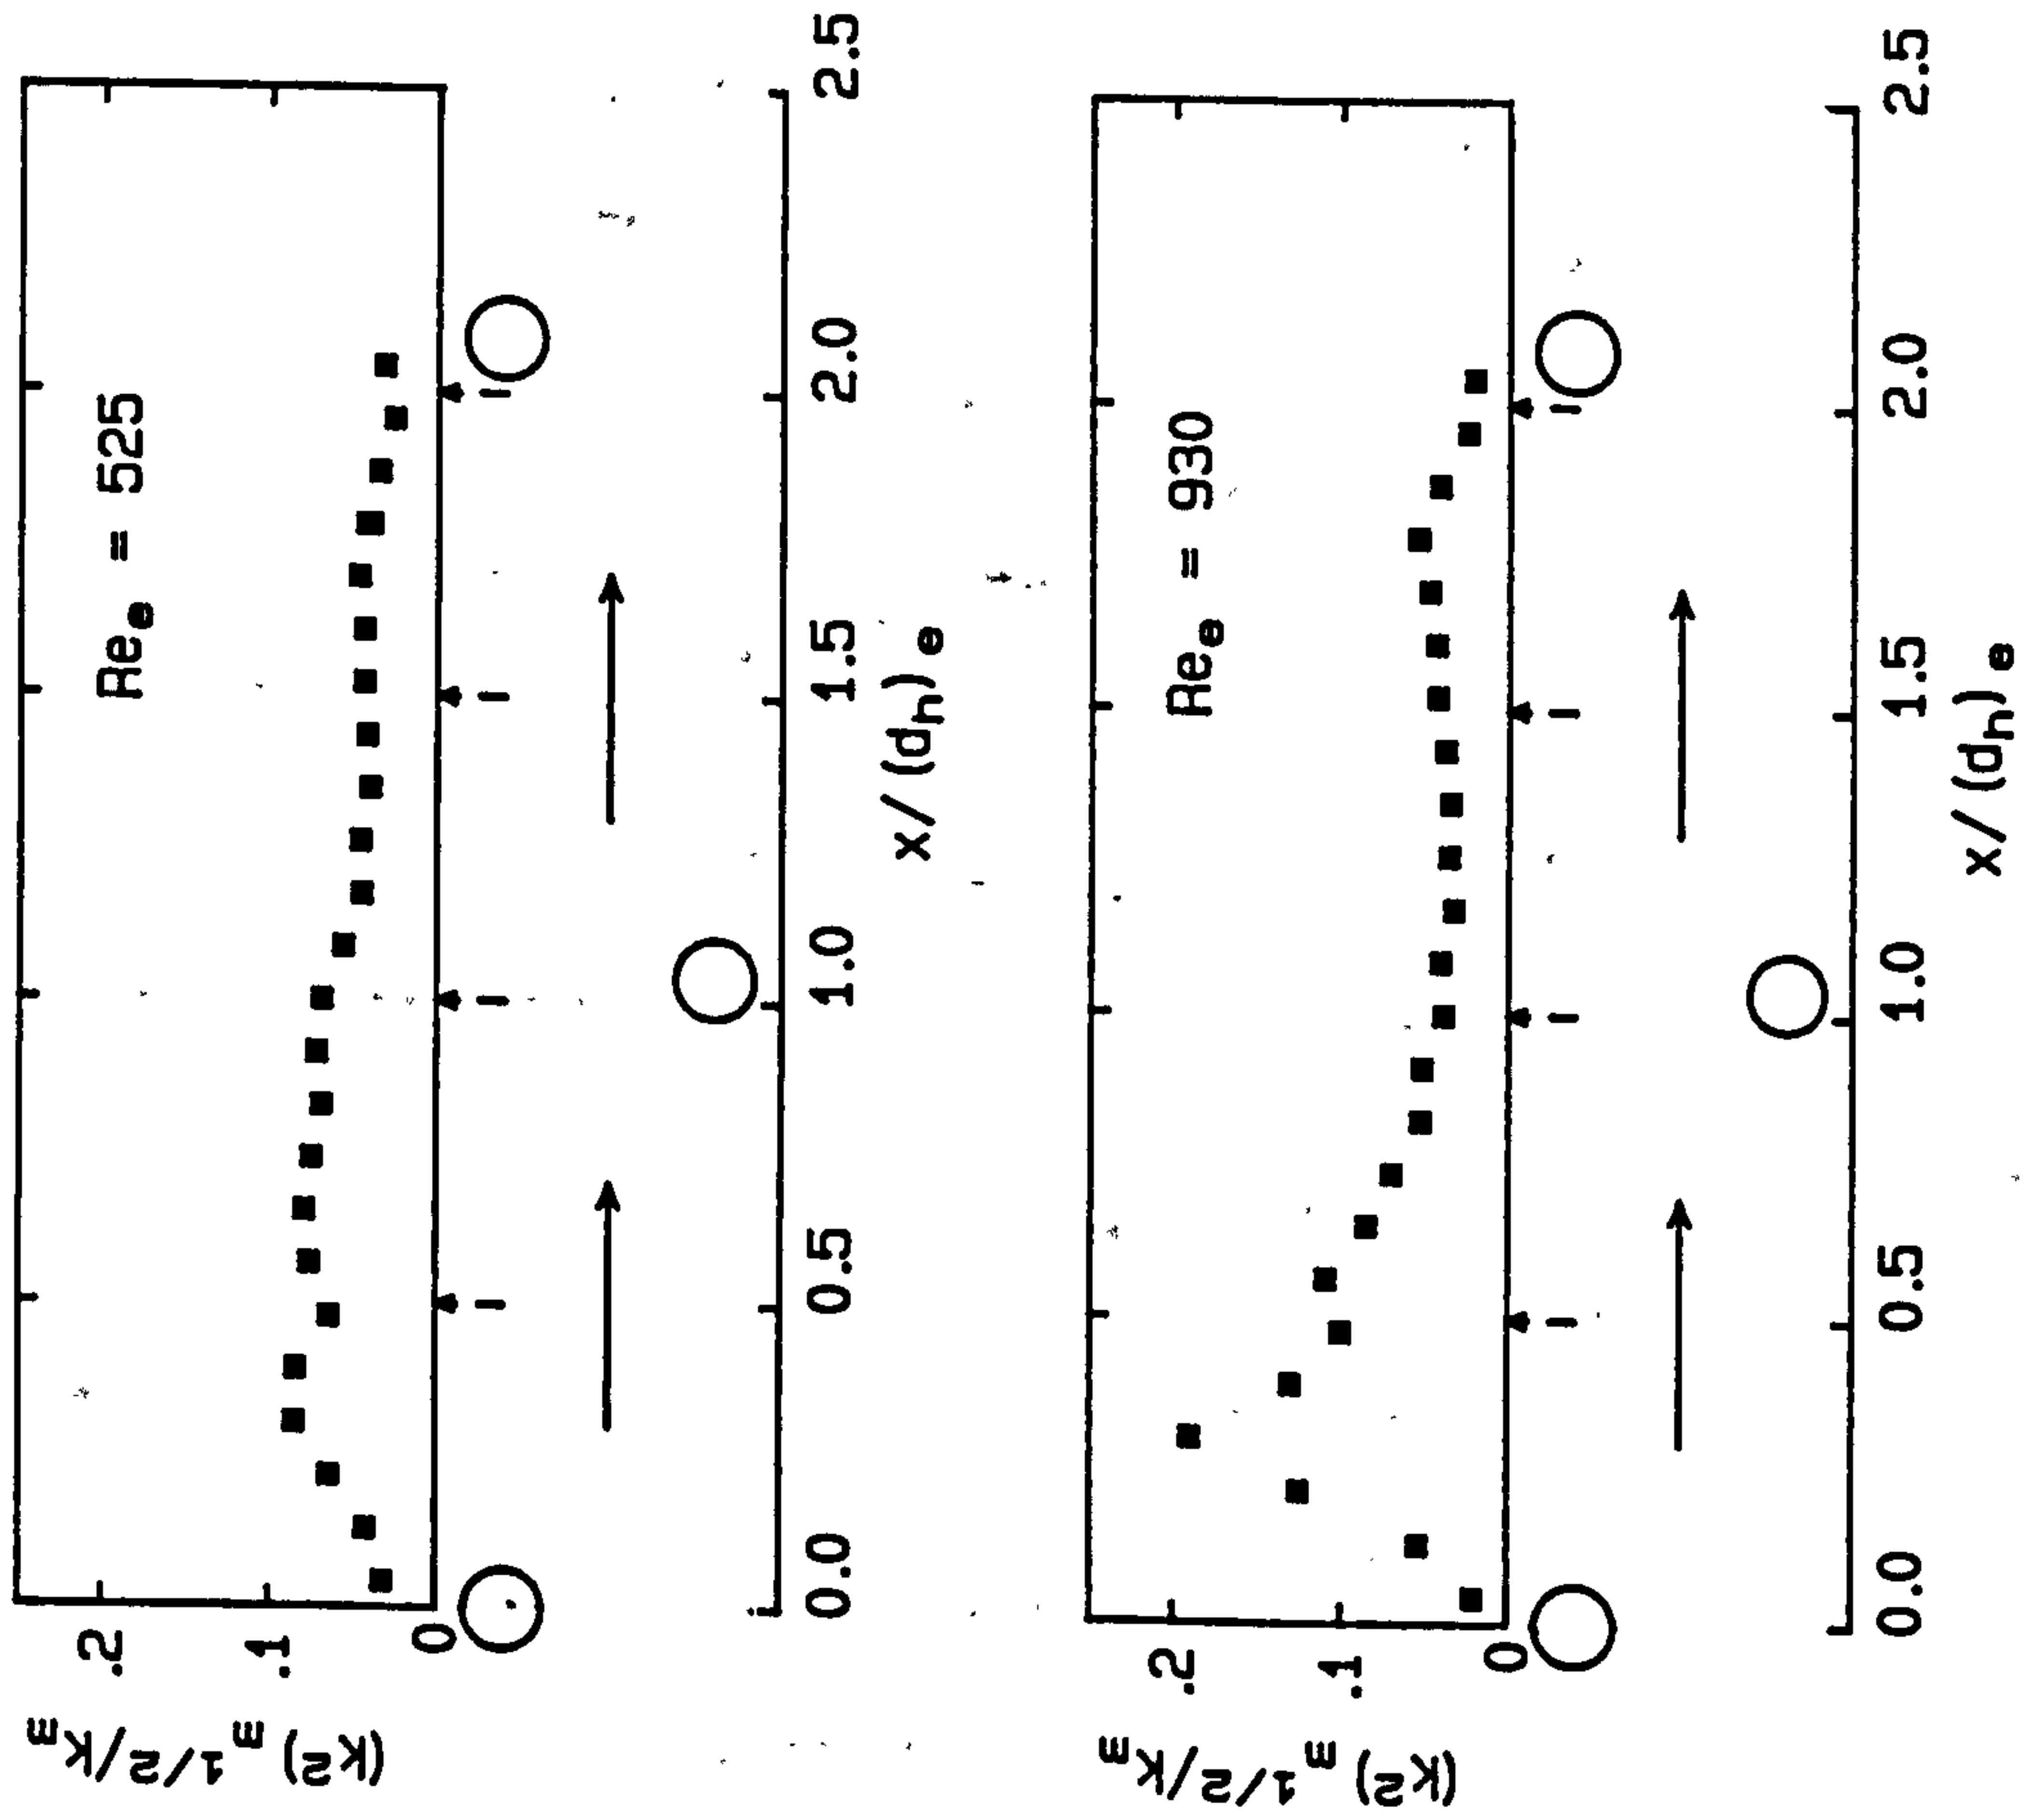 Re_e = 525
.2
.1
0
(k²)_m^1/2/k_m
0.0 0.5 1.0 1.5 2.0 2.5
x/(d_h)_e
Re_e = 930
.2
.1
0
(k²)_m^1/2/k_m
0.0 0.5 1.0 1.5 2.0 2.5
x/(d_h)_e